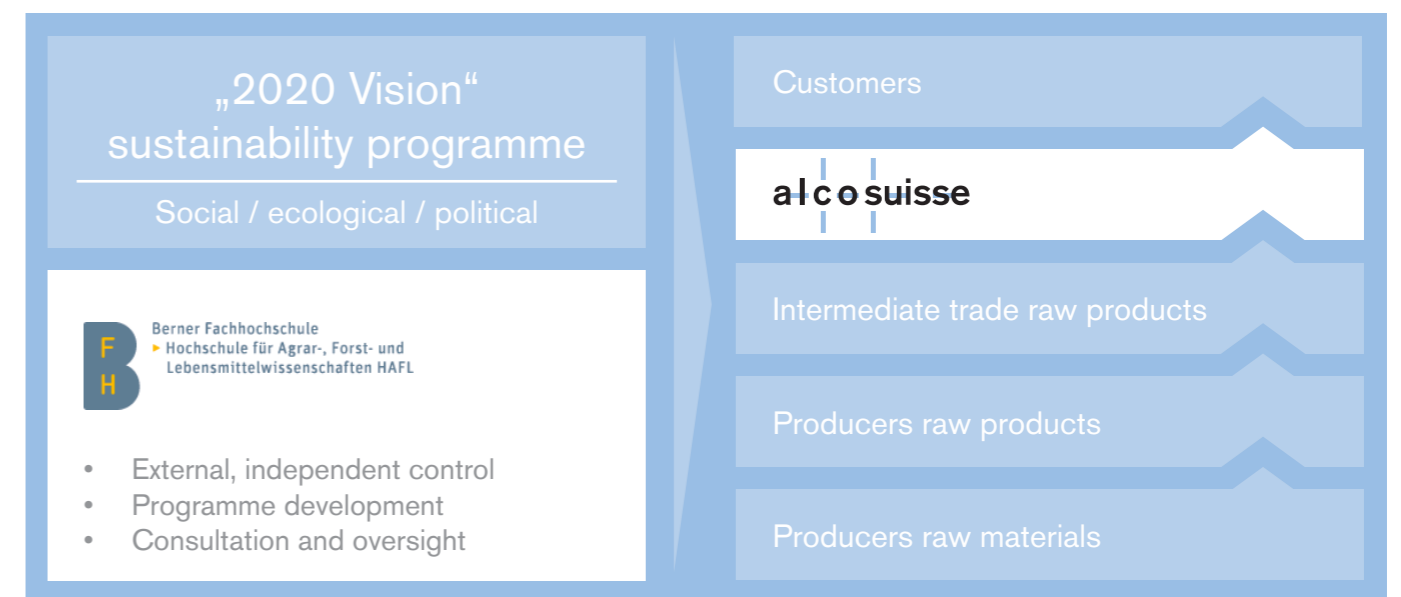 „2020 Vision“
sustainability programme
Social / ecological / political
F
H
Berner Fachhochschule
▸ Hochschule für Agrar-, Forst- und
Lebensmittelwissenschaften HAFL
• External, independent control
• Programme development
• Consultation and oversight
Customers
alcosuisse
Intermediate trade raw products
Producers raw products
Producers raw materials